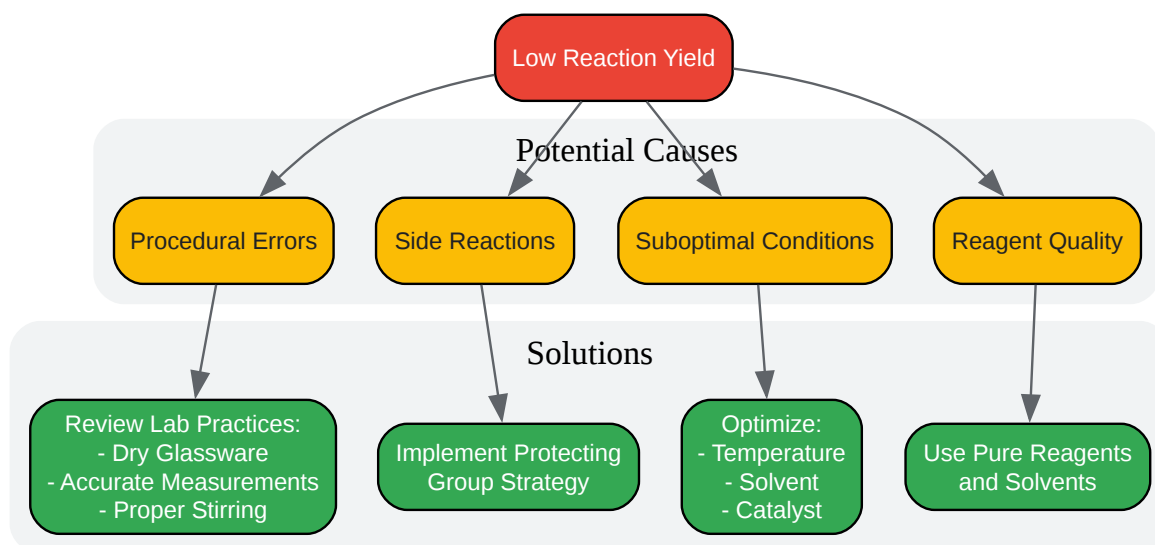 Low Reaction Yield
Potential Causes
Procedural Errors
Side Reactions
Suboptimal Conditions
Reagent Quality
Solutions
Review Lab Practices:
- Dry Glassware
- Accurate Measurements
- Proper Stirring
Implement Protecting
Group Strategy
Optimize:
- Temperature
- Solvent
- Catalyst
Use Pure Reagents
and Solvents